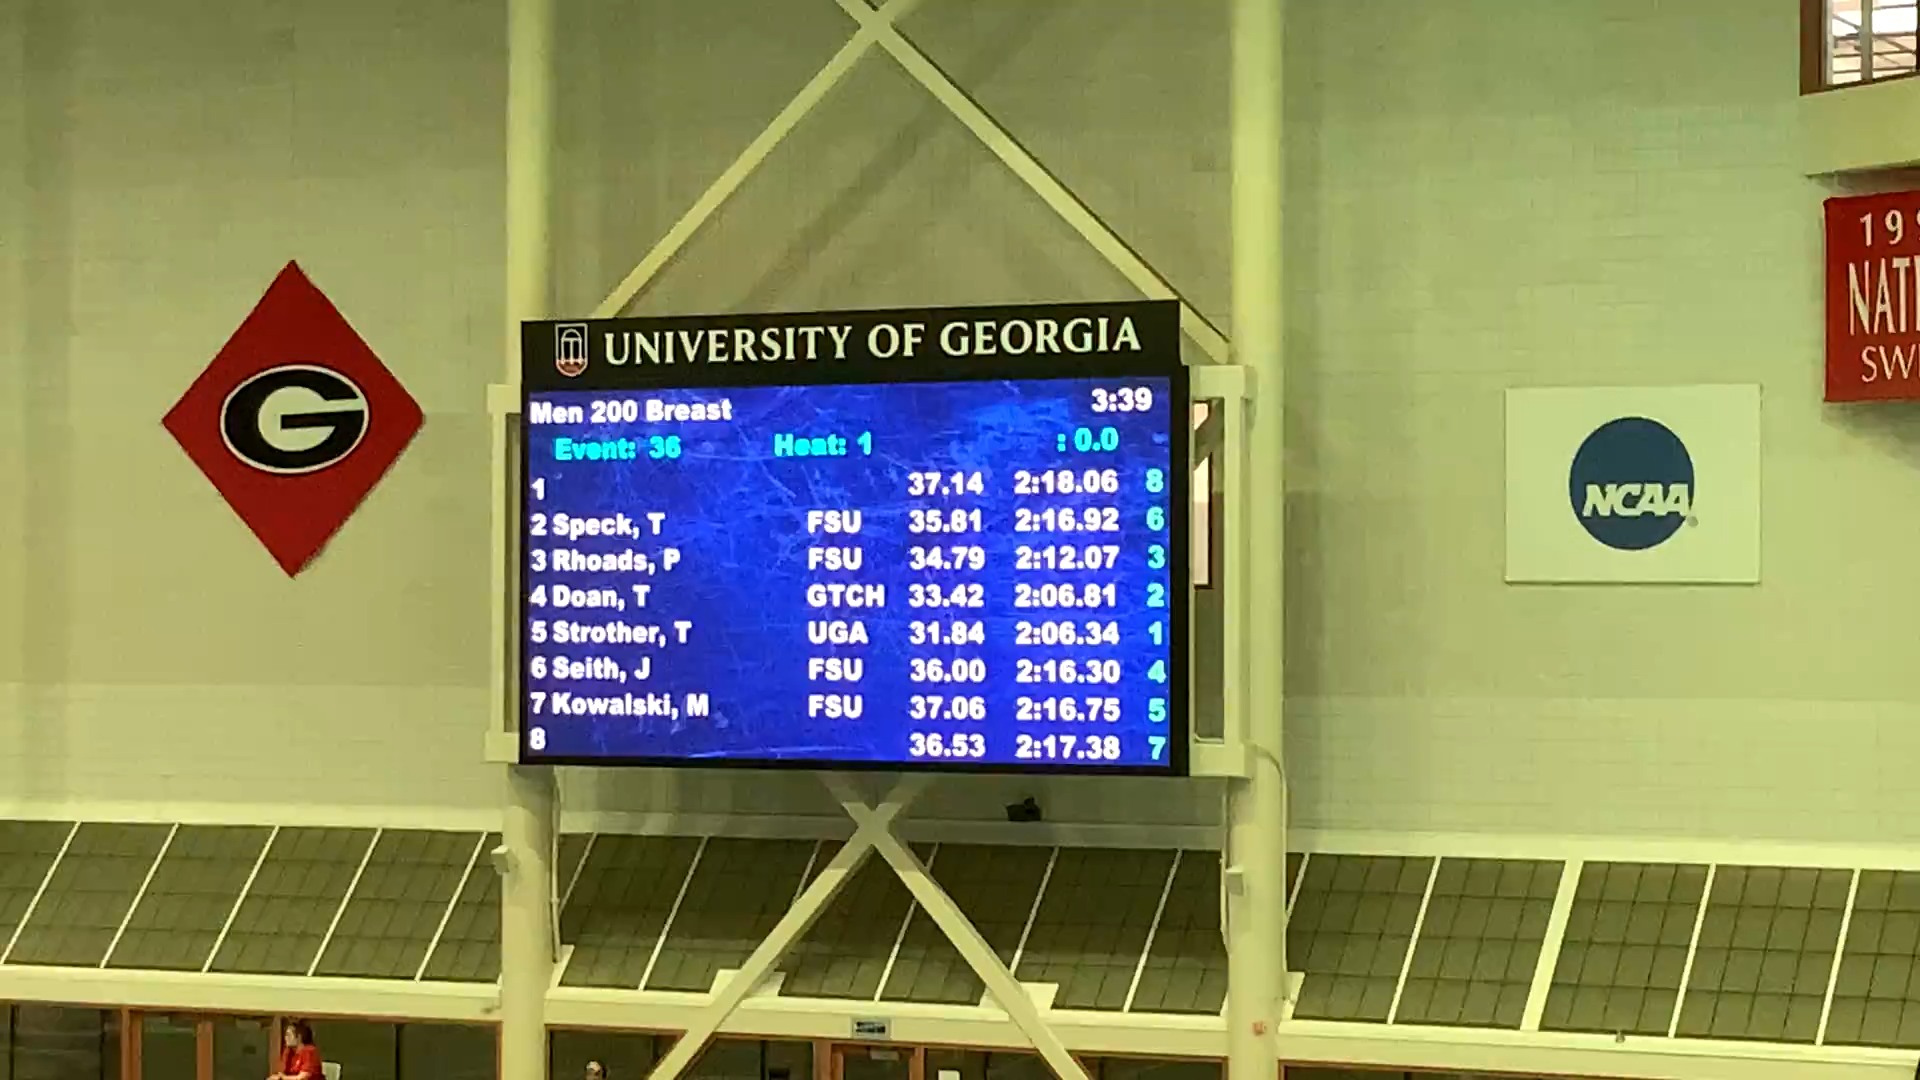 UNIVERSITY OF GEORGIA
Men 200 Breast 3:39
Event: 36 Heat: 1 : 0.0
1 37.14 2:18.06 8
2 Speck, T FSU 35.81 2:16.92 6
3 Rhoads, P FSU 34.79 2:12.07 3
4 Doan, T GTCH 33.42 2:06.81 2
5 Strother, T UGA 31.84 2:06.34 1
6 Seith, J FSU 36.00 2:16.30 4
7 Kowalski, M FSU 37.06 2:16.75 5
8 36.53 2:17.38 7
G
NCAA
19
NATI
SWI